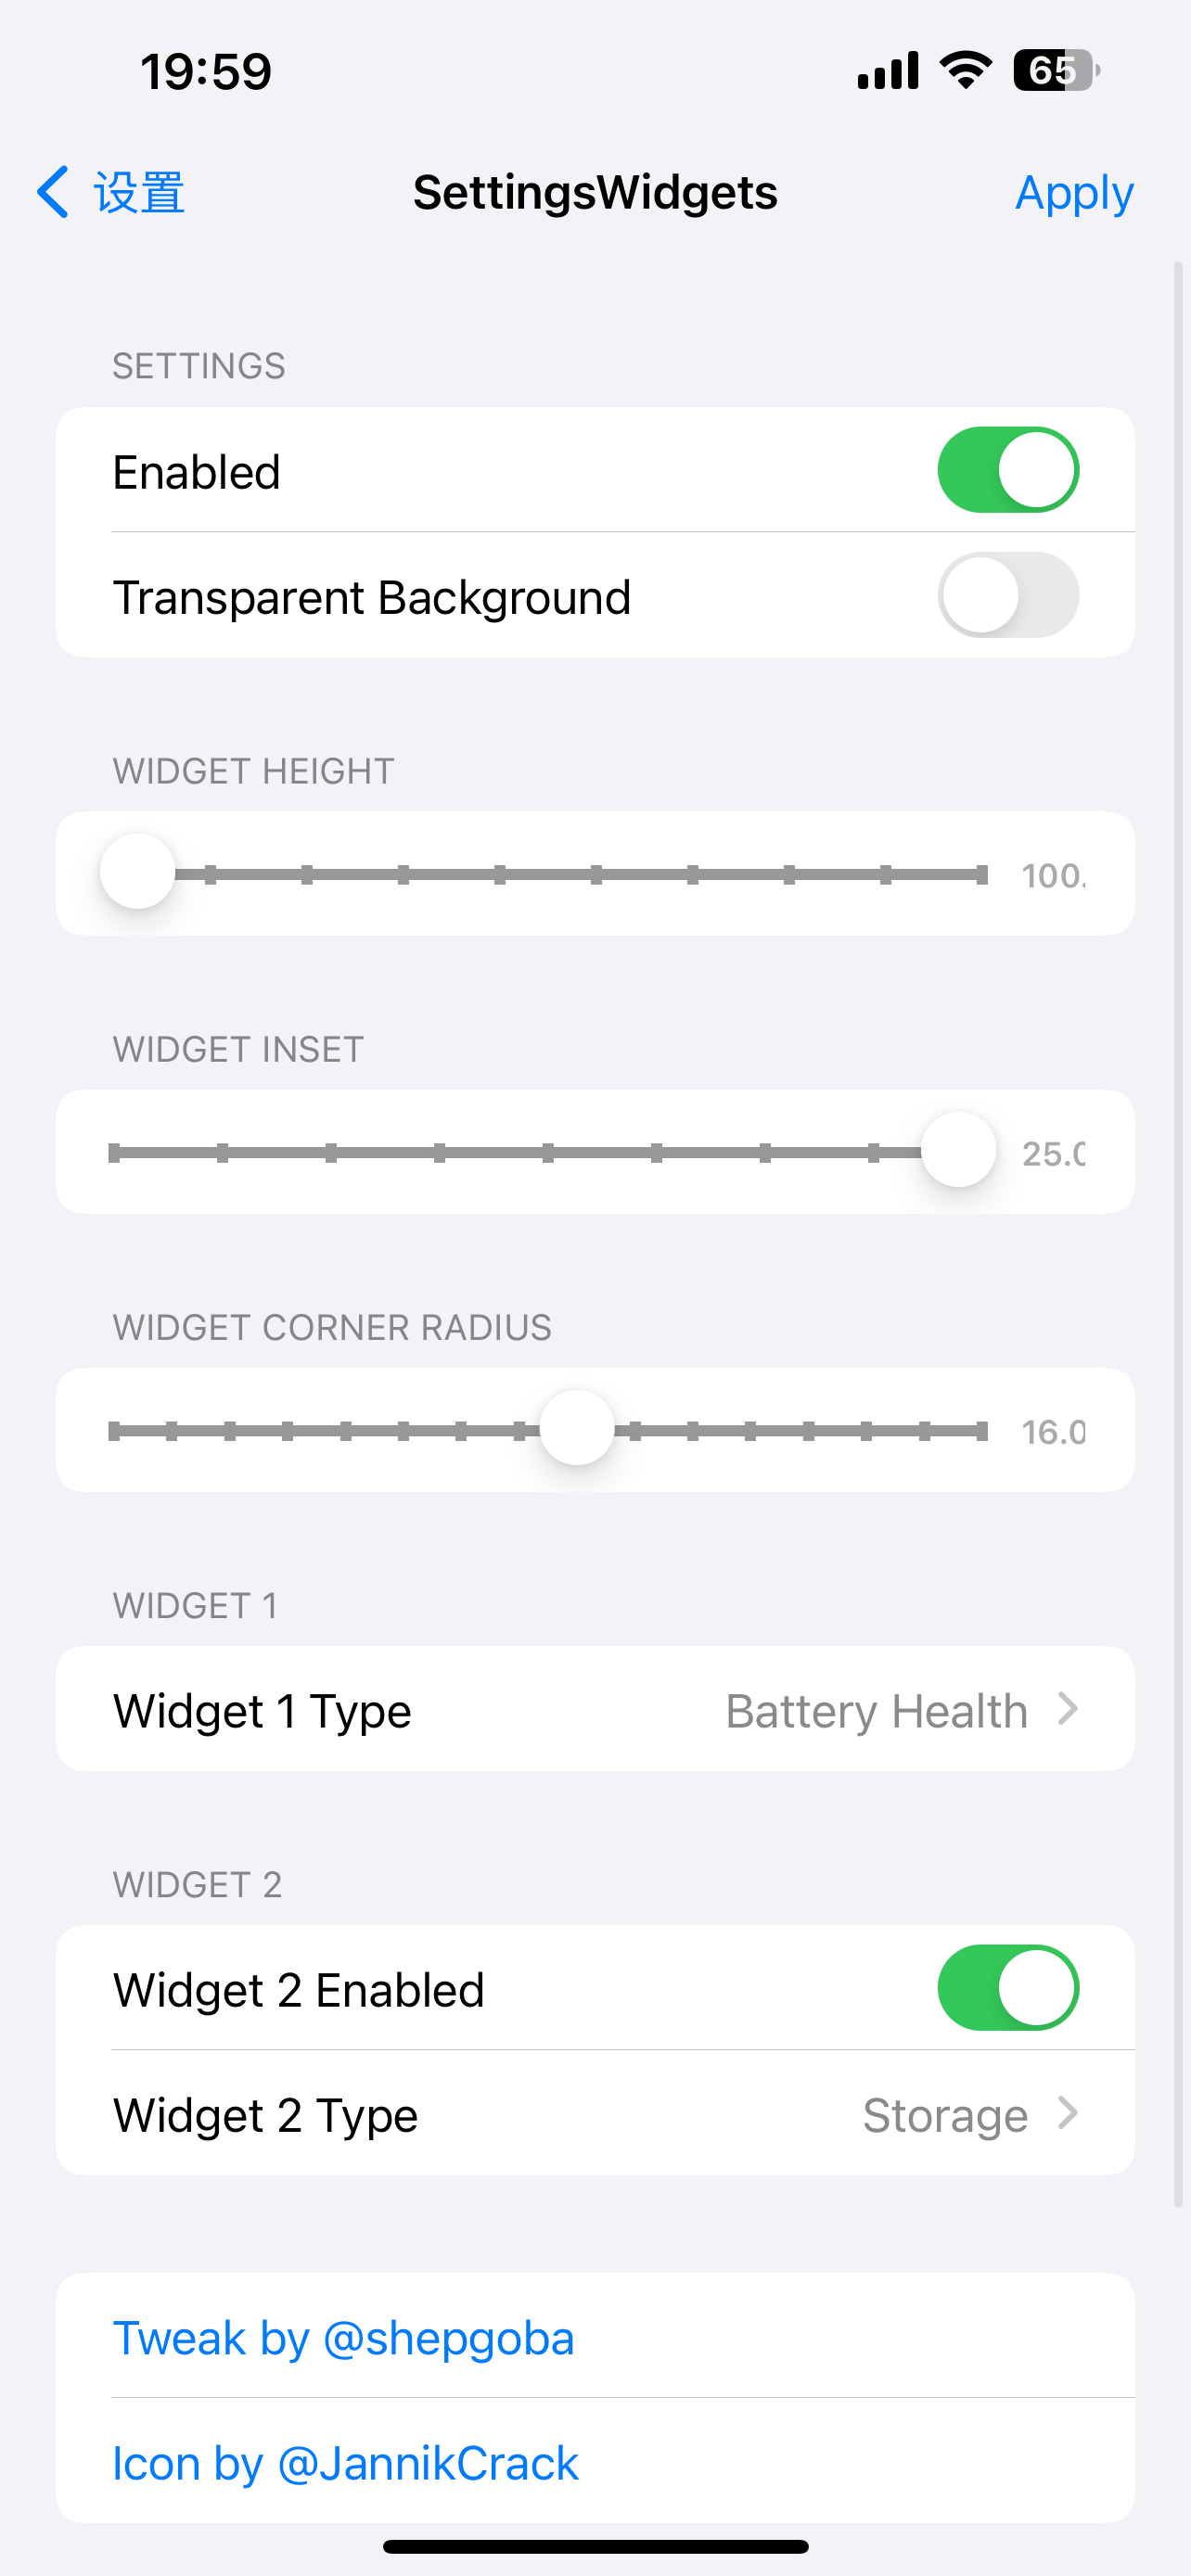 19:59
65
设置
SettingsWidgets
Apply
SETTINGS
Enabled
Transparent Background
WIDGET HEIGHT
100.
WIDGET INSET
25.0
WIDGET CORNER RADIUS
16.0
WIDGET 1
Widget 1 Type
Battery Health
WIDGET 2
Widget 2 Enabled
Widget 2 Type
Storage
Tweak by @shepgoba
Icon by @JannikCrack